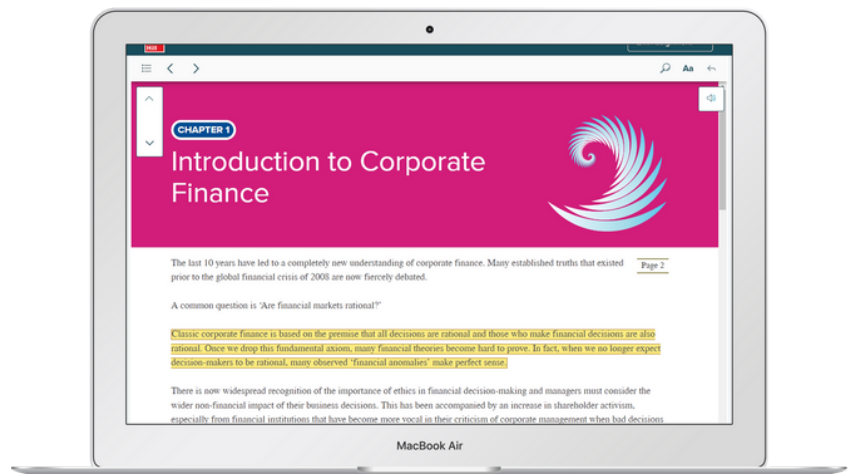 Hill
Aa
CHAPTER 1
Introduction to Corporate
Finance
The last 10 years have led to a completely new understanding of corporate finance. Many established truths that existed
Page 2
prior to the global financial crisis of 2008 are now fiercely debated.
A common question is 'Are financial markets rational?'
Classic corporate finance is based on the premise that all decisions are rational and those who make financial decisions are also
rational. Once we drop this fundamental axiom, many financial theories become hard to prove. In fact, when we no longer expect
decision-makers to be rational, many observed 'financial anomalies' make perfect sense.
There is now widespread recognition of the importance of ethics in financial decision-making and managers must consider the
wider non-financial impact of their business decisions. This has been accompanied by an increase in shareholder activism,
especially from financial institutions that have become more vocal in their criticism of corporate management when bad decisions
MacBook Air